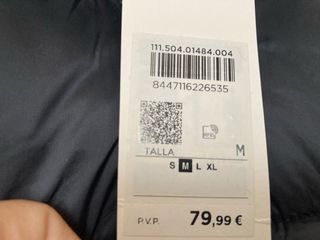 111.504.01484.004
8447116226535
TALLA M
S M L XL
P.V.P. 79,99 €